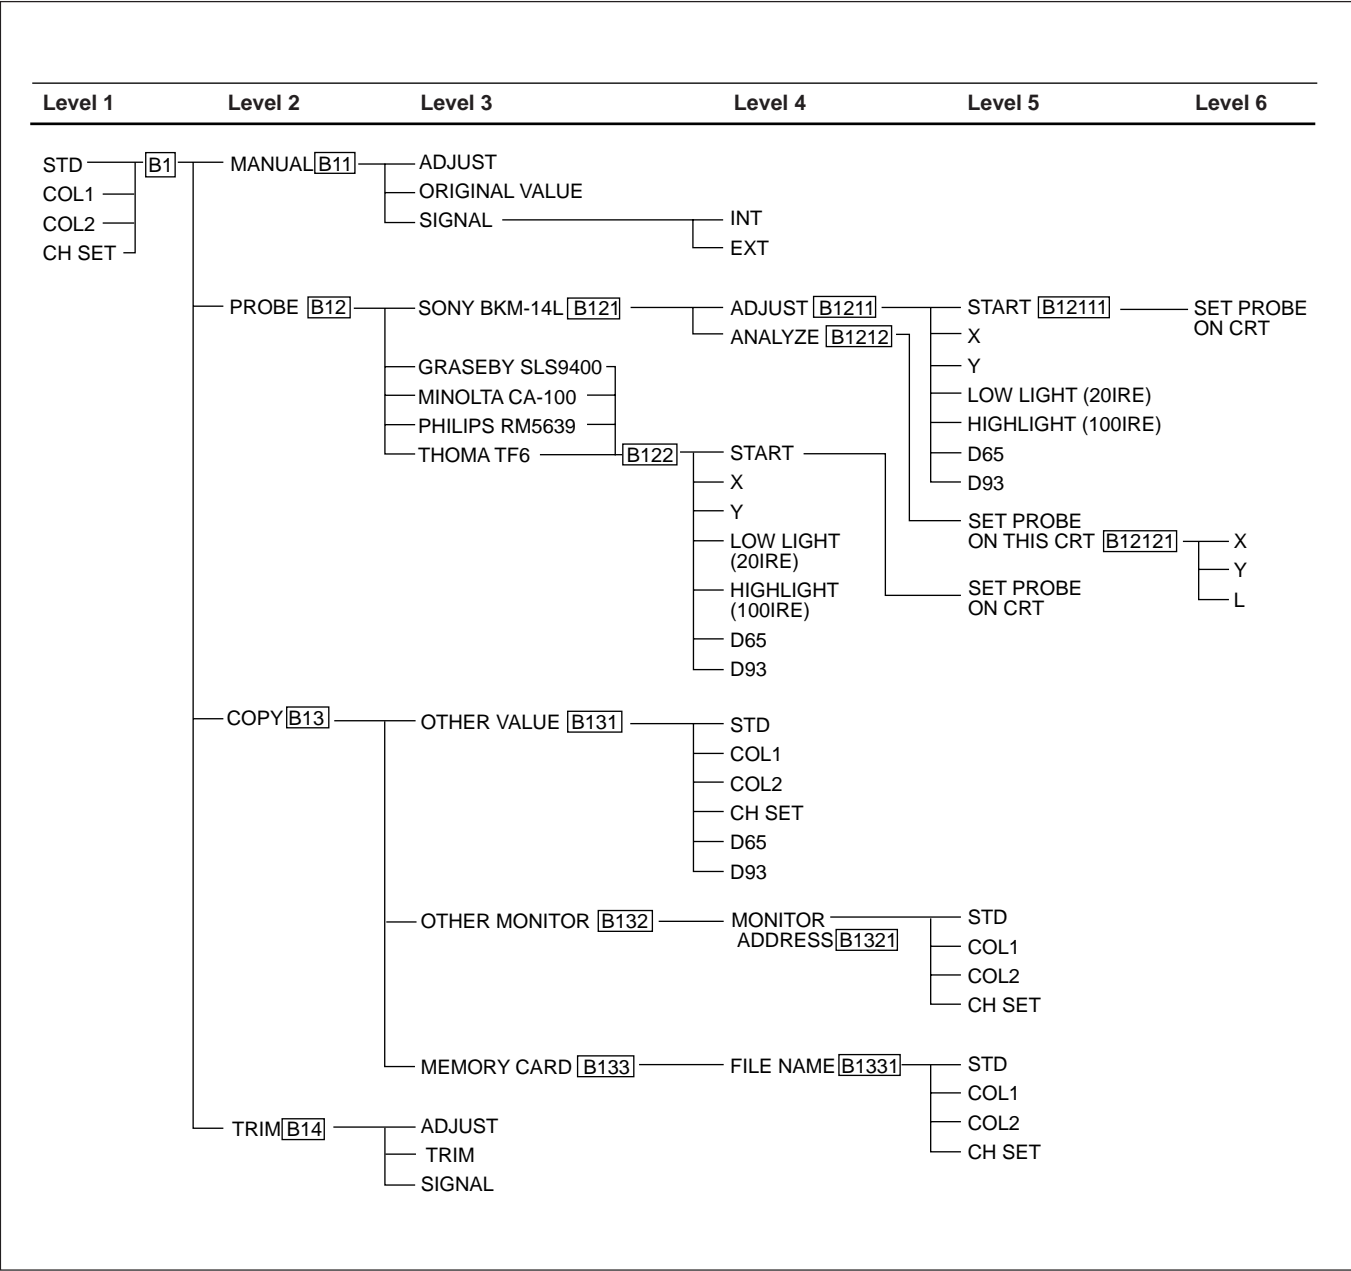 Level 1 Level 2 Level 3 Level 4 Level 5 Level 6
STD B1 MANUAL B11 ADJUST
COL1 ORIGINAL VALUE
COL2 SIGNAL INT
CH SET EXT
PROBE B12 SONY BKM-14L B121 ADJUST B1211 START B12111 SET PROBE
ON CRT
ANALYZE B1212 X
GRASEBY SLS9400 Y
MINOLTA CA-100 LOW LIGHT (20IRE)
PHILIPS RM5639 HIGHLIGHT (100IRE)
THOMA TF6 B122 START D65
X D93
Y SET PROBE
ON THIS CRT B12121 X
LOW LIGHT
(20IRE) Y
HIGHLIGHT SET PROBE
(100IRE) ON CRT L
D65
D93
COPY B13 OTHER VALUE B131 STD
COL1
COL2
CH SET
D65
D93
OTHER MONITOR B132 MONITOR STD
ADDRESS B1321 COL1
COL2
CH SET
MEMORY CARD B133 FILE NAME B1331 STD
COL1
COL2
CH SET
TRIM B14 ADJUST
TRIM
SIGNAL